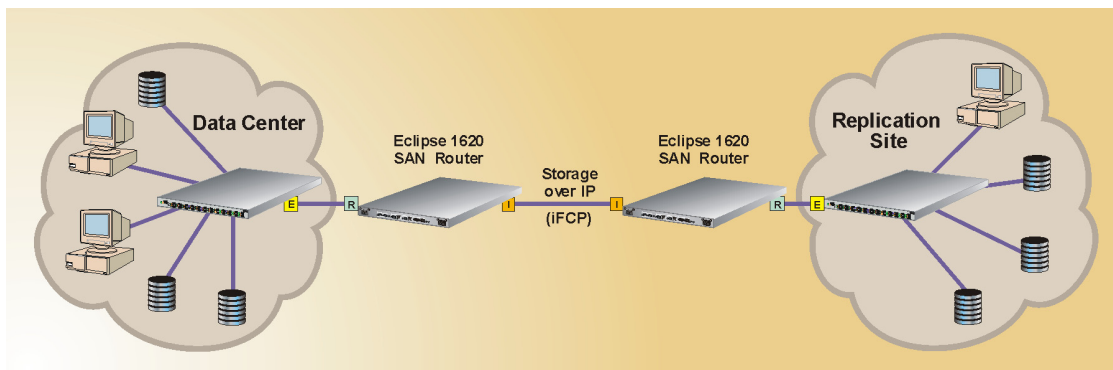 Data Center
E
R
Eclipse 1620
SAN Router
I
Storage
over IP
(iFCP)
I
Eclipse 1620
SAN Router
R
E
Replication
Site